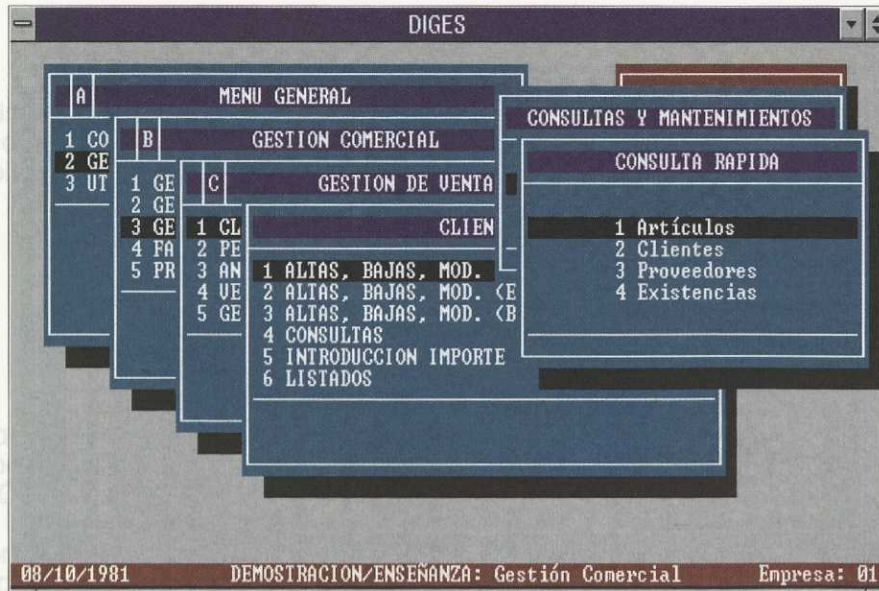 DIGES
A MENU GENERAL
1 CO
2 GE
3 UT
B GESTION COMERCIAL
1 GE
2 GE
3 GE
4 FA
5 PR
C GESTION DE VENTA
1 CL
2 PE
3 AN
4 VE
5 GE
CLIEN
1 ALTAS, BAJAS, MOD.
2 ALTAS, BAJAS, MOD. (E
3 ALTAS, BAJAS, MOD. (B
4 CONSULTAS
5 INTRODUCCION IMPORTE
6 LISTADOS
CONSULTAS Y MANTENIMIENTOS
CONSULTA RAPIDA
1 Artículos
2 Clientes
3 Proveedores
4 Existencias
08/10/1981 DEMOSTRACION/ENSEÑANZA: Gestión Comercial Empresa: 01